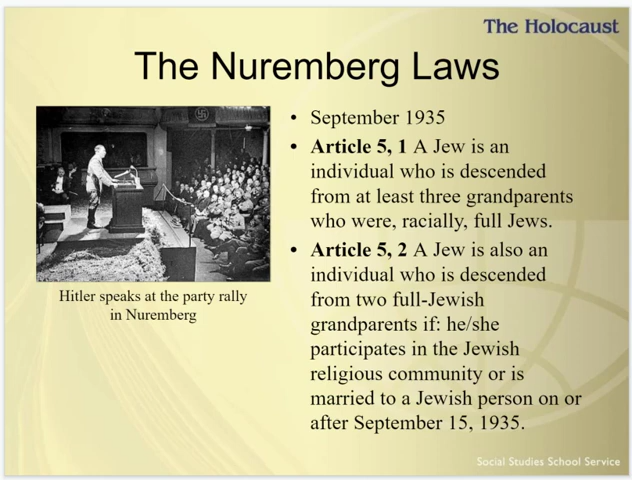 The Holocaust
The Nuremberg Laws
• September 1935
• Article 5, 1 A Jew is an
individual who is descended
from at least three grandparents
who were, racially, full Jews.
• Article 5, 2 A Jew is also an
individual who is descended
from two full-Jewish
grandparents if: he/she
participates in the Jewish
religious community or is
married to a Jewish person on or
after September 15, 1935.
Hitler speaks at the party rally
in Nuremberg
Social Studies School Service